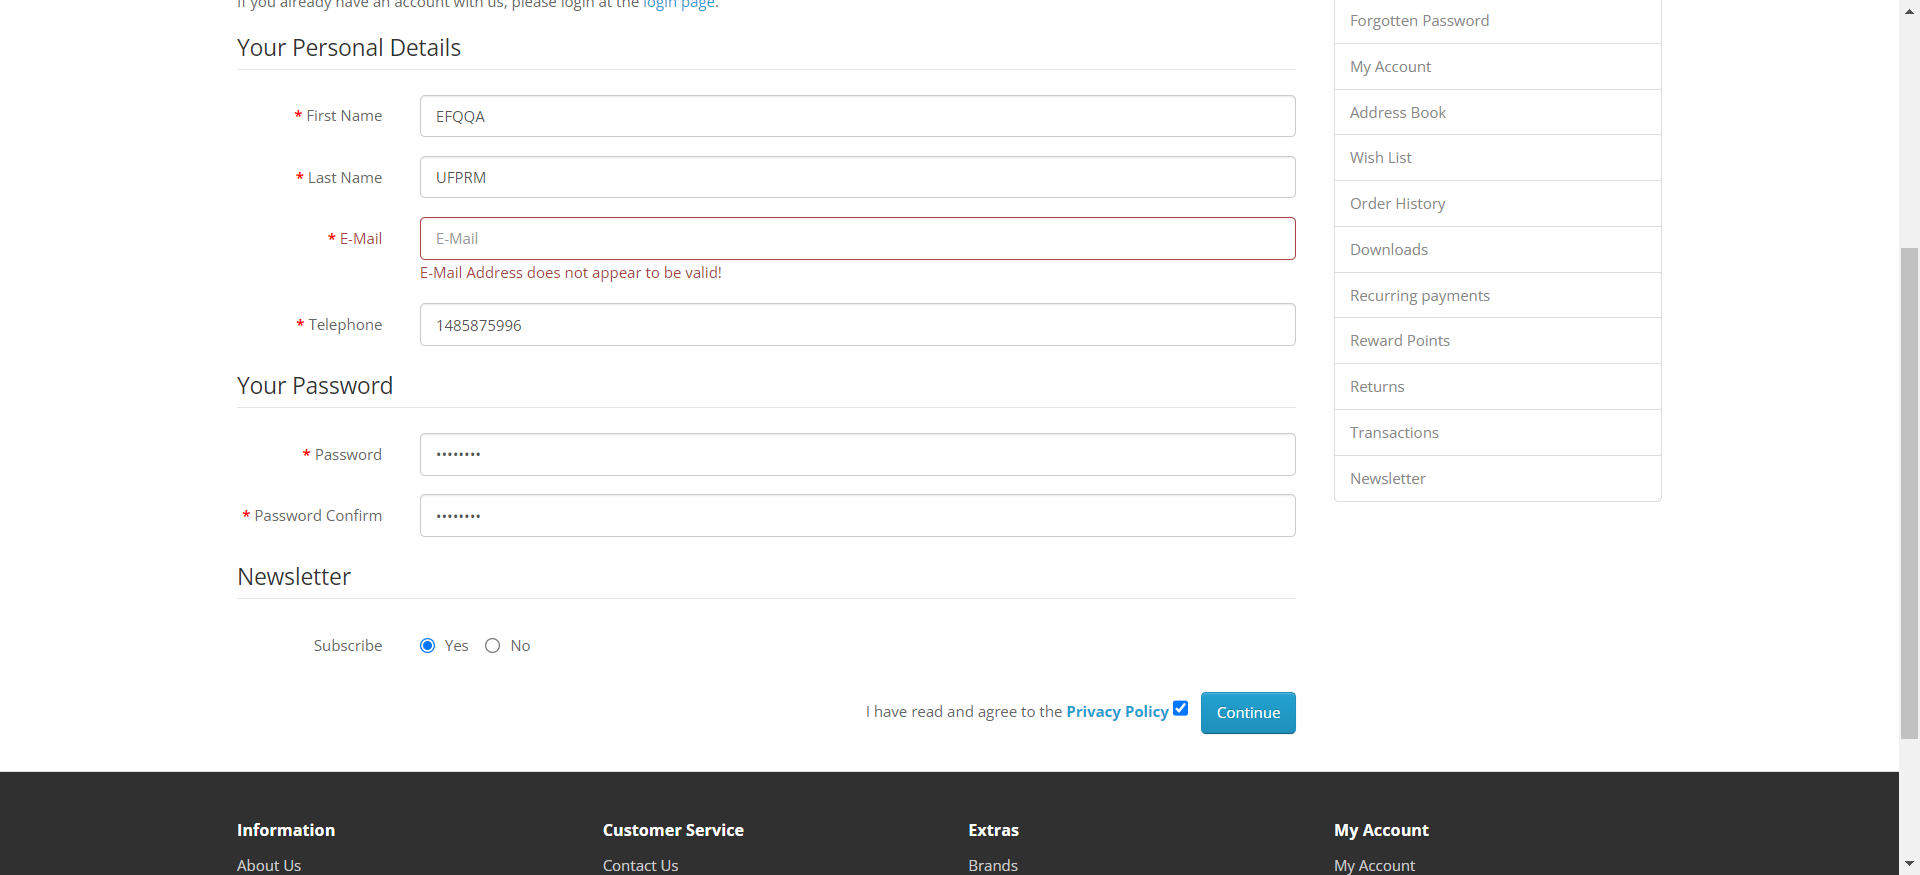 If you already have an account with us, please login at the login page.
Your Personal Details
* First Name
EFQQA
* Last Name
UFPRM
* E-Mail
E-Mail
E-Mail Address does not appear to be valid!
* Telephone
1485875996
Your Password
* Password
••••••••
* Password Confirm
••••••••
Newsletter
Subscribe
Yes
No
I have read and agree to the Privacy Policy
Continue
Forgotten Password
My Account
Address Book
Wish List
Order History
Downloads
Recurring payments
Reward Points
Returns
Transactions
Newsletter
Information
About Us
Customer Service
Contact Us
Extras
Brands
My Account
My Account